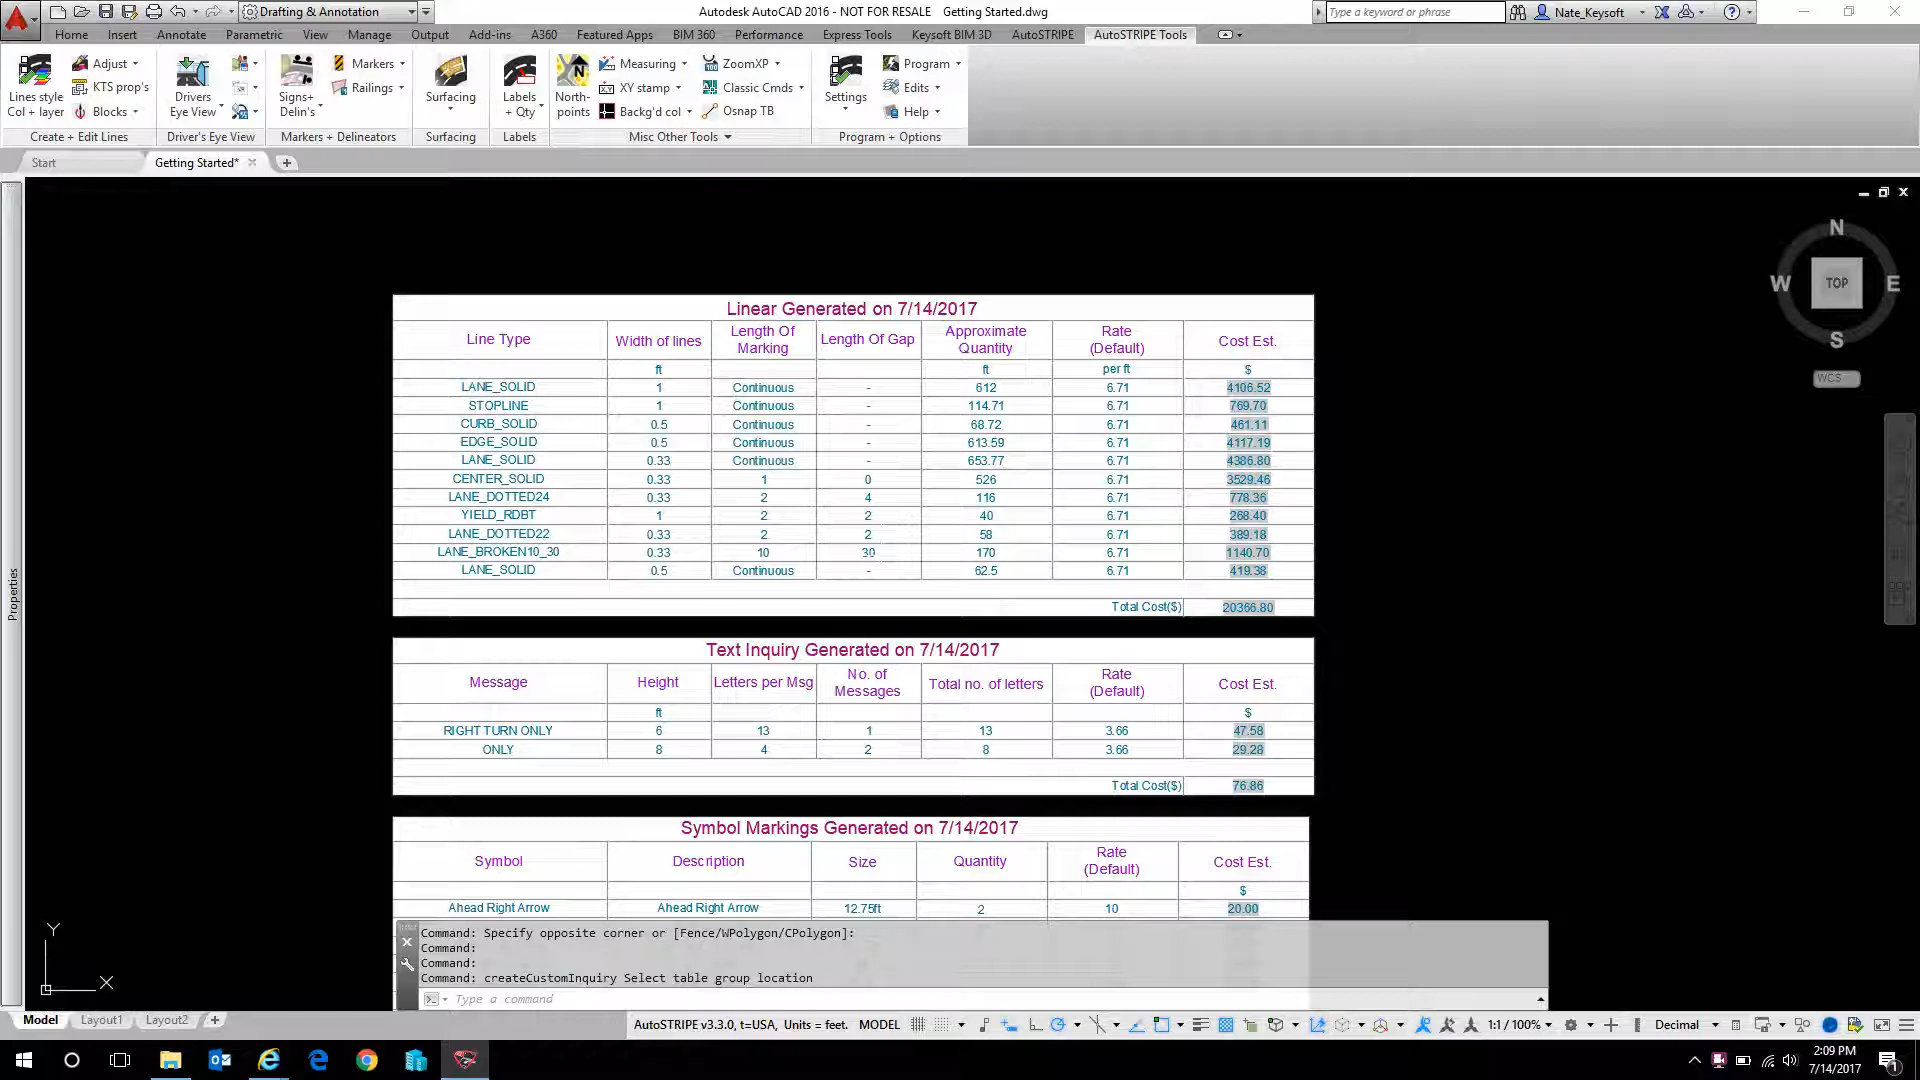 Drafting & Annotation
Autodesk AutoCAD 2016 - NOT FOR RESALE Getting Started.dwg
Type a keyword or phrase
Nate_Keysoft
Home Insert Annotate Parametric View Manage Output Add-ins A360 Featured Apps BIM 360 Performance Express Tools Keysoft BIM 3D AutoSTRIPE AutoSTRIPE Tools
Lines style
Col + layer
Adjust
KTS prop's
Blocks
Create + Edit Lines
Drivers
Eye View
Driver's Eye View
Signs+
Delin's
Markers
Railings
Markers + Delineators
Surfacing
Surfacing
Labels
+ Qty
Labels
North-
points
Measuring
XY stamp
Backg'd col
ZoomXP
Classic Cmds
Osnap TB
Misc Other Tools
Settings
Program
Edits
Help
Program + Options
Start
Getting Started*
Properties
N
W TOP E
S
WCS
Linear Generated on 7/14/2017
Line Type Width of lines Length Of Marking Length Of Gap Approximate Quantity Rate (Default) Cost Est.
ft ft per ft $
LANE_SOLID 1 Continuous - 612 6.71 4106.52
STOPLINE 1 Continuous - 114.71 6.71 769.70
CURB_SOLID 0.5 Continuous - 68.72 6.71 461.11
EDGE_SOLID 0.5 Continuous - 613.59 6.71 4117.19
LANE_SOLID 0.33 Continuous - 653.77 6.71 4386.80
CENTER_SOLID 0.33 1 0 526 6.71 3529.46
LANE_DOTTED24 0.33 2 4 116 6.71 778.36
YIELD_RDBT 1 2 2 40 6.71 268.40
LANE_DOTTED22 0.33 2 2 58 6.71 389.18
LANE_BROKEN10_30 0.33 10 30 170 6.71 1140.70
LANE_SOLID 0.5 Continuous - 62.5 6.71 419.38
Total Cost($) 20366.80
Text Inquiry Generated on 7/14/2017
Message Height Letters per Msg No. of Messages Total no. of letters Rate (Default) Cost Est.
ft $
RIGHT TURN ONLY 6 13 1 13 3.66 47.58
ONLY 8 4 2 8 3.66 29.28
Total Cost($) 76.86
Symbol Markings Generated on 7/14/2017
Symbol Description Size Quantity Rate (Default) Cost Est.
$
Ahead Right Arrow Ahead Right Arrow 12.75ft 2 10 20.00
Command: Specify opposite corner or [Fence/WPolygon/CPolygon]:
Command:
Command:
Command: createCustomInquiry Select table group location
Type a command
Y
X
Model Layout1 Layout2 +
AutoSTRIPE v3.3.0, t=USA, Units = feet. MODEL
1:1 / 100%
Decimal
2:09 PM
7/14/2017
1